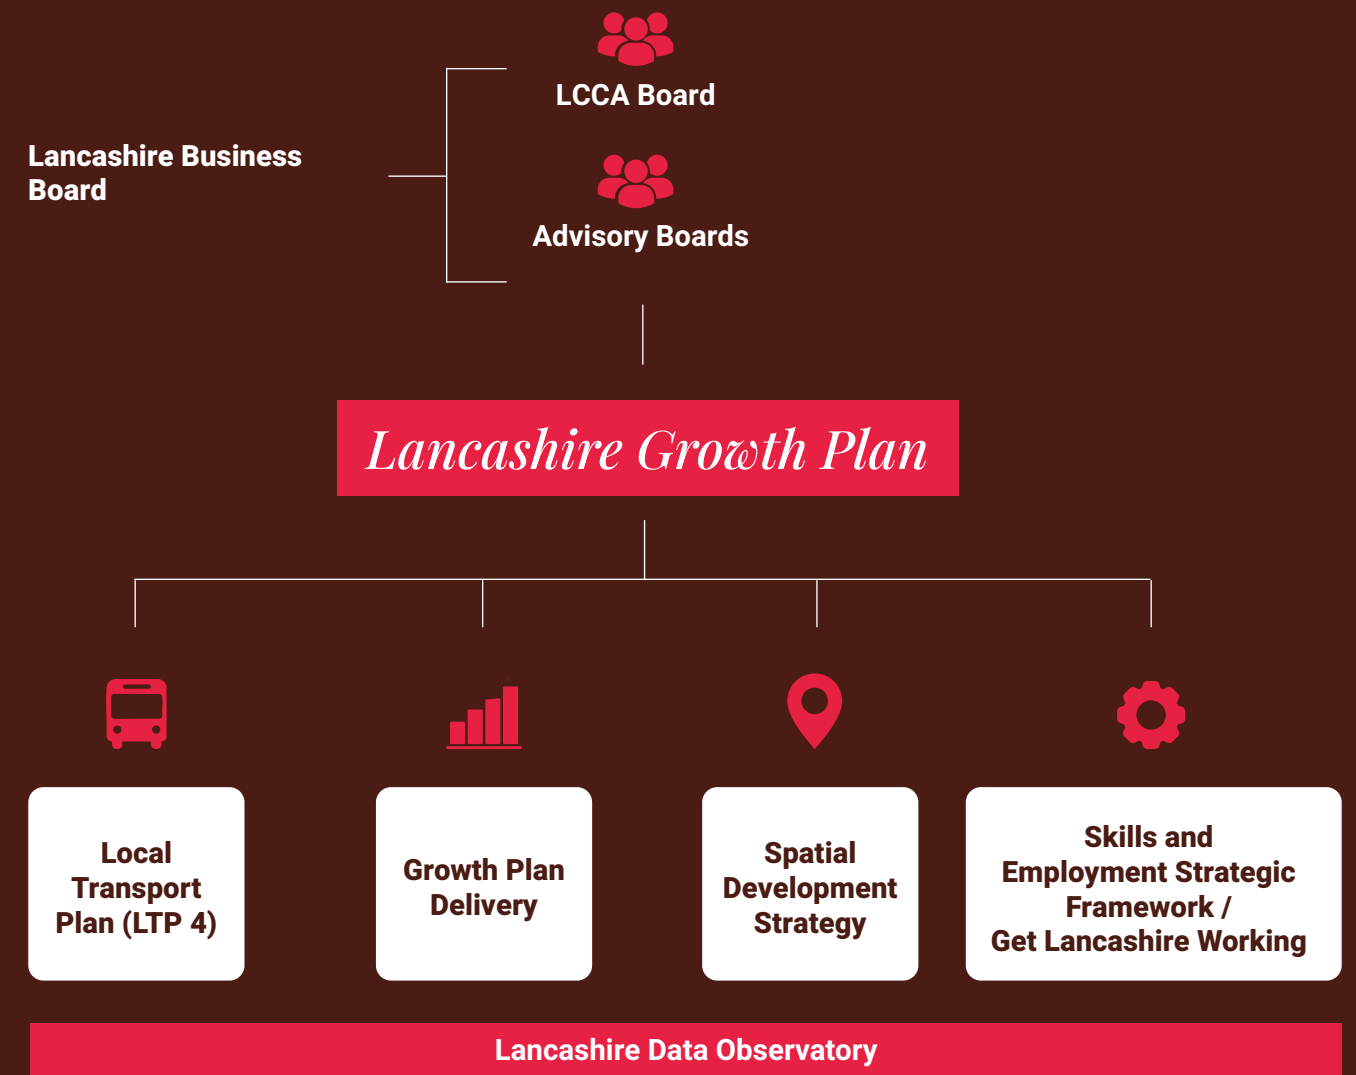 LCCA Board
Lancashire Business
Board
Advisory Boards
Lancashire Growth Plan
Local
Transport
Plan (LTP 4)
Growth Plan
Delivery
Spatial
Development
Strategy
Skills and
Employment Strategic
Framework /
Get Lancashire Working
Lancashire Data Observatory